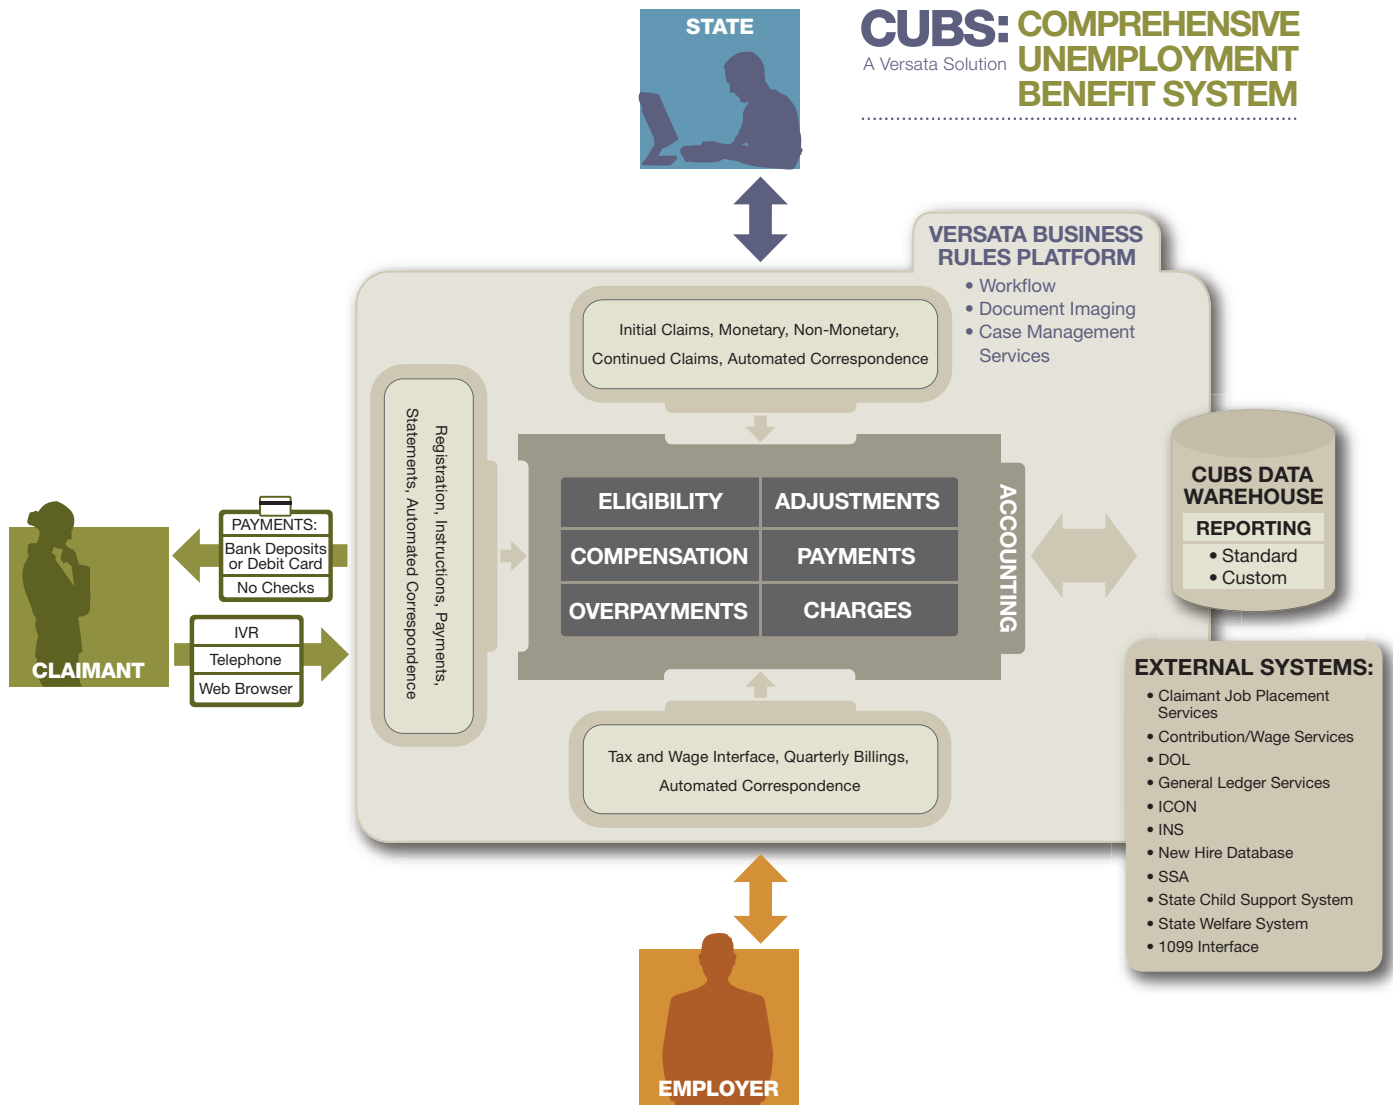 STATE
CUBS: COMPREHENSIVE
A Versata Solution UNEMPLOYMENT
BENEFIT SYSTEM
VERSATA BUSINESS
RULES PLATFORM
• Workflow
• Document Imaging
• Case Management
Services
Initial Claims, Monetary, Non-Monetary,
Continued Claims, Automated Correspondence
Registration, Instructions, Payments,
Statements, Automated Correspondence
ELIGIBILITY
ADJUSTMENTS
COMPENSATION
PAYMENTS
OVERPAYMENTS
CHARGES
ACCOUNTING
CUBS DATA
WAREHOUSE
REPORTING
• Standard
• Custom
PAYMENTS:
Bank Deposits
or Debit Card
No Checks
IVR
Telephone
Web Browser
CLAIMANT
Tax and Wage Interface, Quarterly Billings,
Automated Correspondence
EXTERNAL SYSTEMS:
• Claimant Job Placement
Services
• Contribution/Wage Services
• DOL
• General Ledger Services
• ICON
• INS
• New Hire Database
• SSA
• State Child Support System
• State Welfare System
• 1099 Interface
EMPLOYER